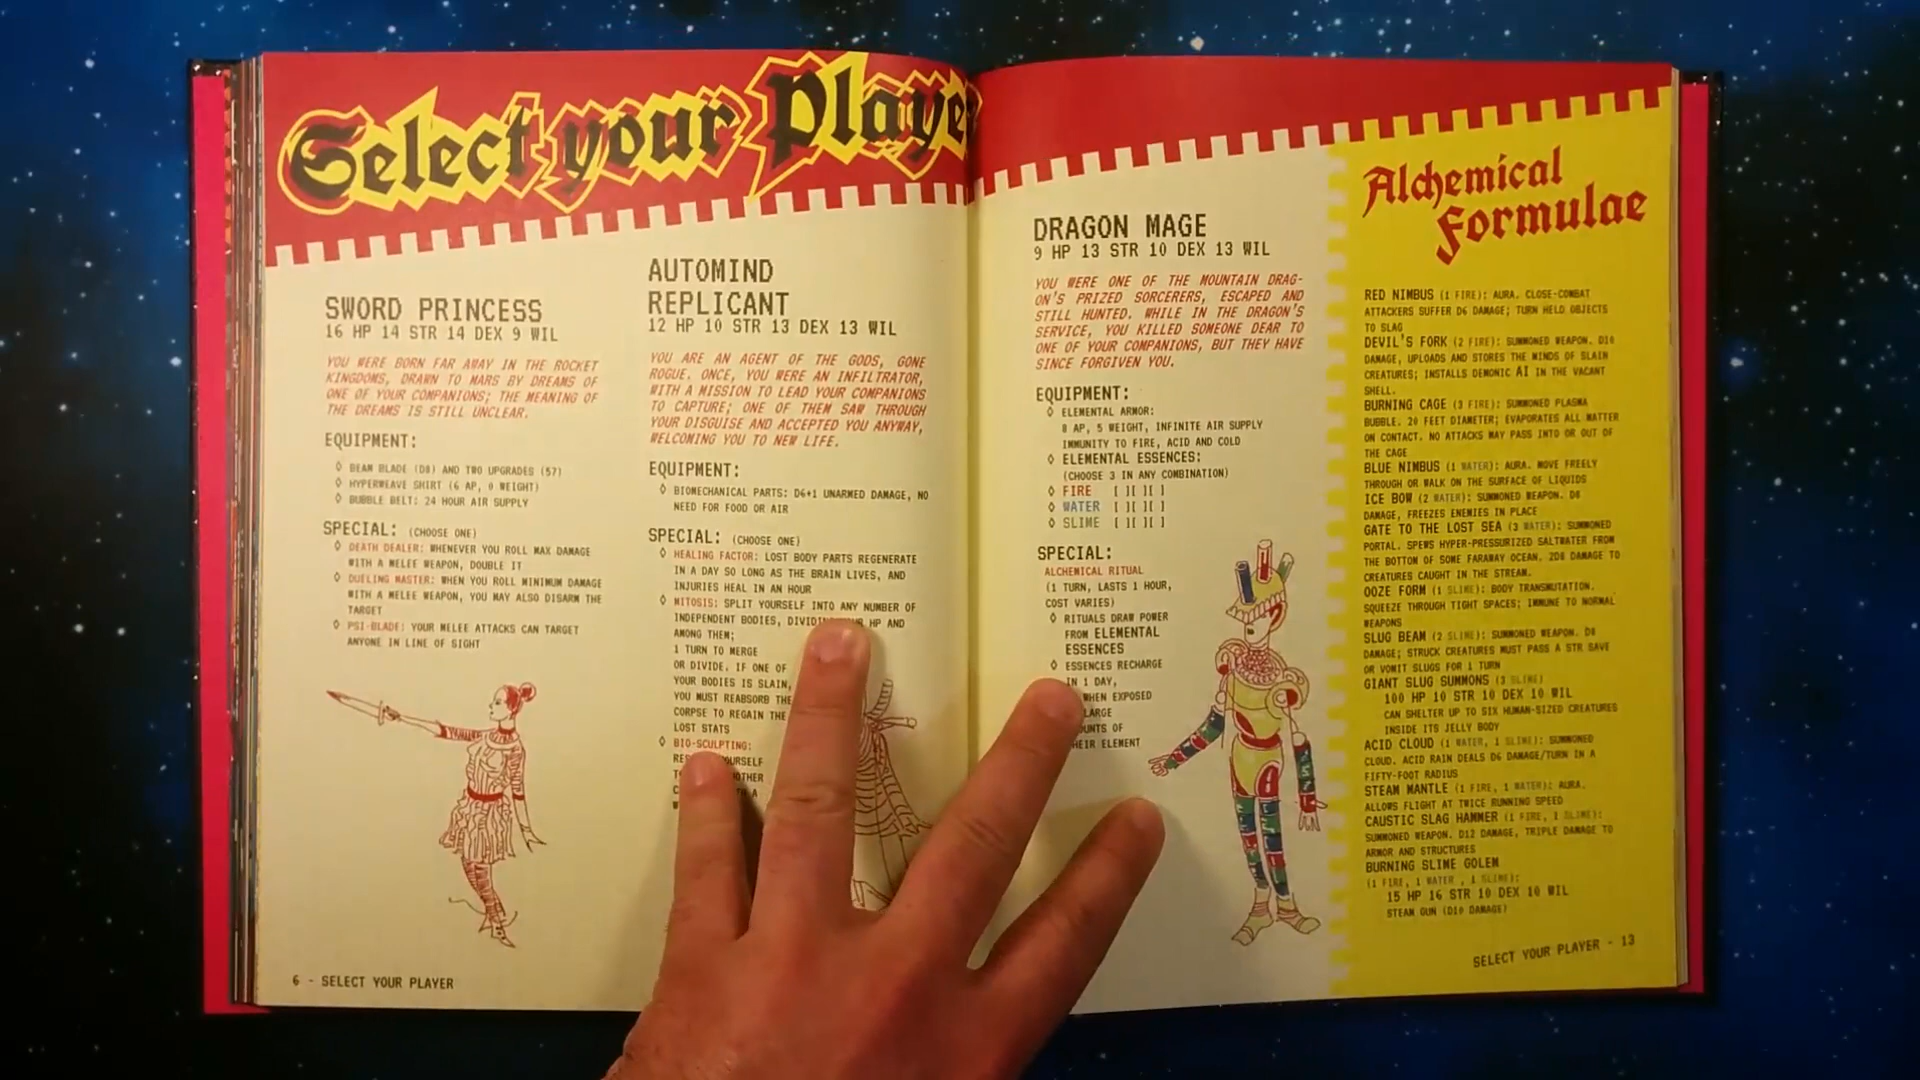 Select your Player
SWORD PRINCESS
16 HP 14 STR 14 DEX 9 WIL
YOU WERE BORN FAR AWAY IN THE ROCKET
KINGDOMS, DRAWN TO MARS BY DREAMS OF
ONE OF YOUR COMPANIONS; THE MEANING OF
THE DREAMS IS STILL UNCLEAR.
EQUIPMENT:
◊ BEAM BLADE (D8) AND TWO UPGRADES (57)
◊ HYPERWEAVE SHIRT (6 AP, 0 WEIGHT)
◊ BUBBLE BELT: 24 HOUR AIR SUPPLY
SPECIAL: (CHOOSE ONE)
◊ DEATH DEALER: WHENEVER YOU ROLL MAX DAMAGE
WITH A MELEE WEAPON, DOUBLE IT
◊ DUELING MASTER: WHEN YOU ROLL MINIMUM DAMAGE
WITH A MELEE WEAPON, YOU MAY ALSO DISARM THE
TARGET
◊ PSI-BLADE: YOUR MELEE ATTACKS CAN TARGET
ANYONE IN LINE OF SIGHT
6 - SELECT YOUR PLAYER
AUTOMIND
REPLICANT
12 HP 10 STR 13 DEX 13 WIL
YOU ARE AN AGENT OF THE GODS, GONE
ROGUE. ONCE, YOU WERE AN INFILTRATOR,
WITH A MISSION TO LEAD YOUR COMPANIONS
TO CAPTURE; ONE OF THEM SAW THROUGH
YOUR DISGUISE AND ACCEPTED YOU ANYWAY,
WELCOMING YOU TO NEW LIFE.
EQUIPMENT:
◊ BIOMECHANICAL PARTS: D6+1 UNARMED DAMAGE, NO
NEED FOR FOOD OR AIR
SPECIAL: (CHOOSE ONE)
◊ HEALING FACTOR: LOST BODY PARTS REGENERATE
IN A DAY SO LONG AS THE BRAIN LIVES, AND
INJURIES HEAL IN AN HOUR
◊ MITOSIS: SPLIT YOURSELF INTO ANY NUMBER OF
INDEPENDENT BODIES, HP AND
AMONG THEM;
1 TURN TO MERGE
OR DIVIDE. IF ONE OF
YOUR BODIES IS SLAIN,
YOU MUST REABSORB THE
CORPSE TO REGAIN THE
LOST STATS
◊ BIO-SCULPTING:
DRAGON MAGE
9 HP 13 STR 10 DEX 13 WIL
YOU WERE ONE OF THE MOUNTAIN DRAG-
ON'S PRIZED SORCERERS, ESCAPED AND
STILL HUNTED. WHILE IN THE DRAGON'S
SERVICE, YOU KILLED SOMEONE DEAR TO
ONE OF YOUR COMPANIONS, BUT THEY HAVE
SINCE FORGIVEN YOU.
EQUIPMENT:
◊ ELEMENTAL ARMOR:
8 AP, 5 WEIGHT, INFINITE AIR SUPPLY
IMMUNITY TO FIRE, ACID AND COLD
◊ ELEMENTAL ESSENCES:
(CHOOSE 3 IN ANY COMBINATION)
◊ FIRE [ ][ ][ ]
◊ WATER [ ][ ][ ]
◊ SLIME [ ][ ][ ]
SPECIAL:
ALCHEMICAL RITUAL
(1 TURN, LASTS 1 HOUR,
COST VARIES)
◊ RITUALS DRAW POWER
FROM ELEMENTAL
ESSENCES
◊ ESSENCES RECHARGE
IN 1 DAY,
WHEN EXPOSED
LARGE
OF
ELEMENT
Alchemical
Formulae
RED NIMBUS (1 FIRE): AURA. CLOSE-COMBAT
ATTACKERS SUFFER D6 DAMAGE; TURN HELD OBJECTS
TO SLAG
DEVIL'S FORK (2 FIRE): SUMMONED WEAPON. D10
DAMAGE, UPLOADS AND STORES THE MINDS OF SLAIN
CREATURES; INSTALLS DEMONIC AI IN THE VACANT
SHELL.
BURNING CAGE (3 FIRE): SUMMONED PLASMA
BUBBLE. 20 FEET DIAMETER; EVAPORATES ALL MATTER
ON CONTACT. NO ATTACKS MAY PASS INTO OR OUT OF
THE CAGE
BLUE NIMBUS (1 WATER): AURA. MOVE FREELY
THROUGH OR WALK ON THE SURFACE OF LIQUIDS
ICE BOW (2 WATER): SUMMONED WEAPON. D8
DAMAGE, FREEZES ENEMIES IN PLACE
GATE TO THE LOST SEA (3 WATER): SUMMONED
PORTAL. SPEWS HYPER-PRESSURIZED SALTWATER FROM
THE BOTTOM OF SOME FARAWAY OCEAN. 2D8 DAMAGE TO
CREATURES CAUGHT IN THE STREAM.
OOZE FORM (1 SLIME): BODY TRANSMUTATION.
SQUEEZE THROUGH TIGHT SPACES; IMMUNE TO NORMAL
WEAPONS
SLUG BEAM (2 SLIME): SUMMONED WEAPON. D8
DAMAGE; STRUCK CREATURES MUST PASS A STR SAVE
OR VOMIT SLUGS FOR 1 TURN
GIANT SLUG SUMMONS (3 SLIME)
100 HP 10 STR 10 DEX 10 WIL
CAN SHELTER UP TO SIX HUMAN-SIZED CREATURES
INSIDE ITS JELLY BODY
ACID CLOUD (1 WATER, 1 SLIME): SUMMONED
CLOUD. ACID RAIN DEALS D6 DAMAGE/TURN IN A
FIFTY-FOOT RADIUS
STEAM MANTLE (1 FIRE, 1 WATER): AURA.
ALLOWS FLIGHT AT TWICE RUNNING SPEED
CAUSTIC SLAG HAMMER (1 FIRE, 1 SLIME):
SUMMONED WEAPON. D12 DAMAGE, TRIPLE DAMAGE TO
ARMOR AND STRUCTURES
BURNING SLIME GOLEM
(1 FIRE, 1 WATER , 1 SLIME):
15 HP 16 STR 10 DEX 10 WIL
STEAM GUN (D10 DAMAGE)
SELECT YOUR PLAYER - 13